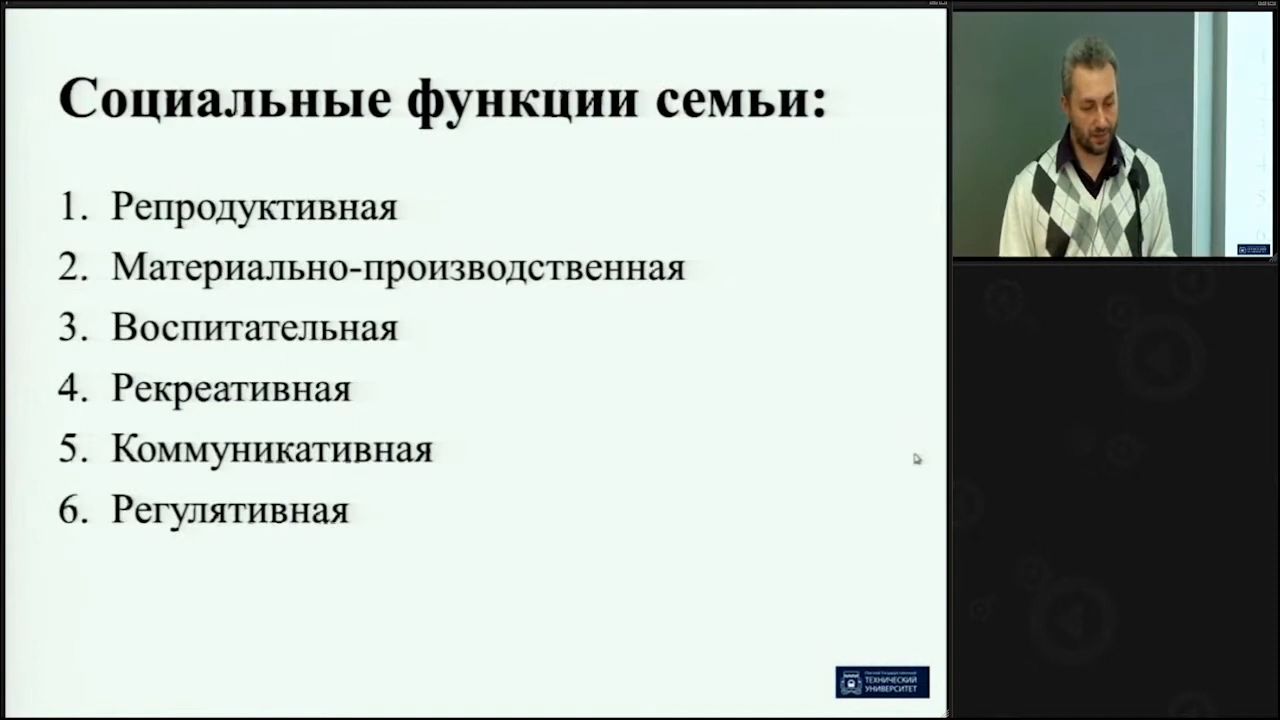 Социальные функции семьи:
1. Репродуктивная
2. Материально-производственная
3. Воспитательная
4. Рекреативная
5. Коммуникативная
6. Регулятивная
ТЕХНИЧЕСКИЙ
УНИВЕРСИТЕТ